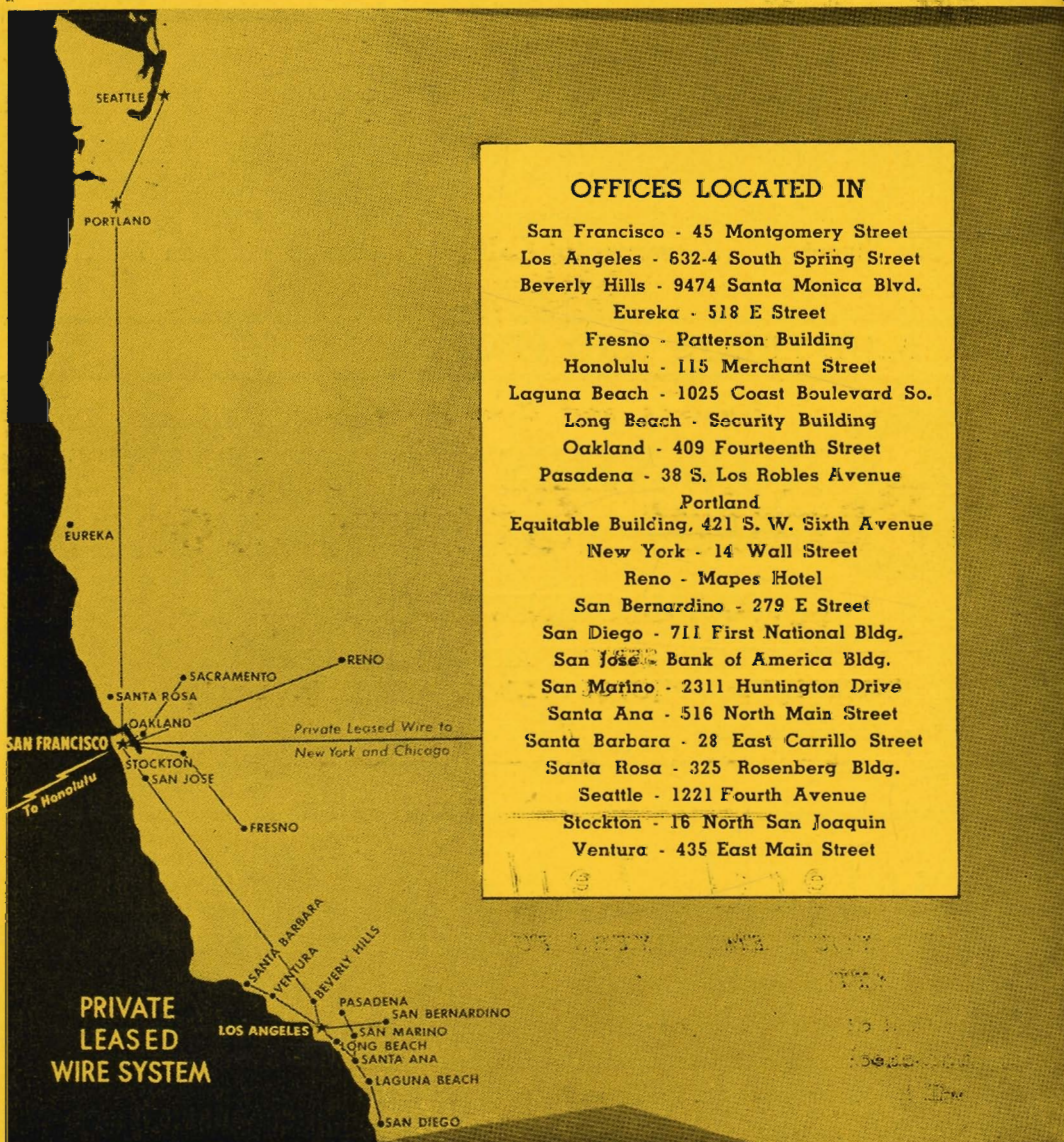 SEATTLE
PORTLAND
EUREKA
RENO
SACRAMENTO
SANTA ROSA
OAKLAND
SAN FRANCISCO
Private Leased Wire to
New York and Chicago
STOCKTON
SAN JOSE
To Honolulu
FRESNO
SANTA BARBARA
VENTURA
BEVERLY HILLS
PASADENA
SAN BERNARDINO
LOS ANGELES
SAN MARINO
LONG BEACH
SANTA ANA
LAGUNA BEACH
SAN DIEGO
PRIVATE
LEASED
WIRE SYSTEM
OFFICES LOCATED IN
San Francisco - 45 Montgomery Street
Los Angeles - 632-4 South Spring Street
Beverly Hills - 9474 Santa Monica Blvd.
Eureka - 518 E Street
Fresno - Patterson Building
Honolulu - 115 Merchant Street
Laguna Beach - 1025 Coast Boulevard So.
Long Beach - Security Building
Oakland - 409 Fourteenth Street
Pasadena - 38 S. Los Robles Avenue
Portland
Equitable Building, 421 S. W. Sixth Avenue
New York - 14 Wall Street
Reno - Mapes Hotel
San Bernardino - 279 E Street
San Diego - 711 First National Bldg.
San Jose - Bank of America Bldg.
San Marino - 2311 Huntington Drive
Santa Ana - 516 North Main Street
Santa Barbara - 28 East Carrillo Street
Santa Rosa - 325 Rosenberg Bldg.
Seattle - 1221 Fourth Avenue
Stockton - 16 North San Joaquin
Ventura - 435 East Main Street